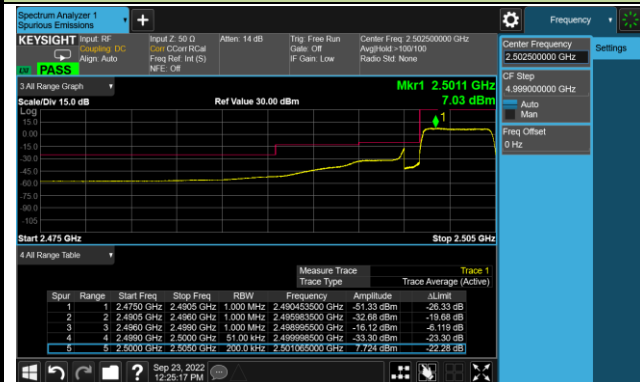 Spectrum Analyzer 1
Spurious Emissions
Frequency
KEYSIGHT
Input: RF
Coupling: DC
Align: Auto
Input Z: 50 Ω
Corr CCorr RCal
Freq Ref: Int (S)
NFE: Off
Atten: 14 dB
Trig: Free Run
Gate: Off
IF Gain: Low
Center Freq: 2.502500000 GHz
Avg|Hold:>100/100
Radio Std: None
PASS
Center Frequency
2.502500000 GHz
Settings
CF Step
4.999000000 GHz
Auto
Man
Freq Offset
0 Hz
3 All Range Graph
Mkr1 2.5011 GHz
7.03 dBm
Scale/Div 15.0 dB
Ref Value 30.00 dBm
Log
15.0
0.00
-15.0
-30.0
-45.0
-60.0
-75.0
-90.0
-105
1
Start 2.475 GHz
Stop 2.505 GHz
4 All Range Table
Measure Trace Trace 1
Trace Type Trace Average (Active)
Spur Range Start Freq Stop Freq RBW Frequency Amplitude ΔLimit
1 1 2.4750 GHz 2.4905 GHz 1.000 MHz 2.490453500 GHz -51.33 dBm -26.33 dB
2 2 2.4905 GHz 2.4960 GHz 1.000 MHz 2.495983500 GHz -32.68 dBm -19.68 dB
3 3 2.4960 GHz 2.4990 GHz 1.000 MHz 2.498995500 GHz -16.12 dBm -6.119 dB
4 4 2.4990 GHz 2.5000 GHz 51.00 kHz 2.499998500 GHz -33.30 dBm -23.30 dB
5 5 2.5000 GHz 2.5050 GHz 200.0 kHz 2.501065000 GHz 7.724 dBm -22.28 dB
Sep 23, 2022
12:25:17 PM